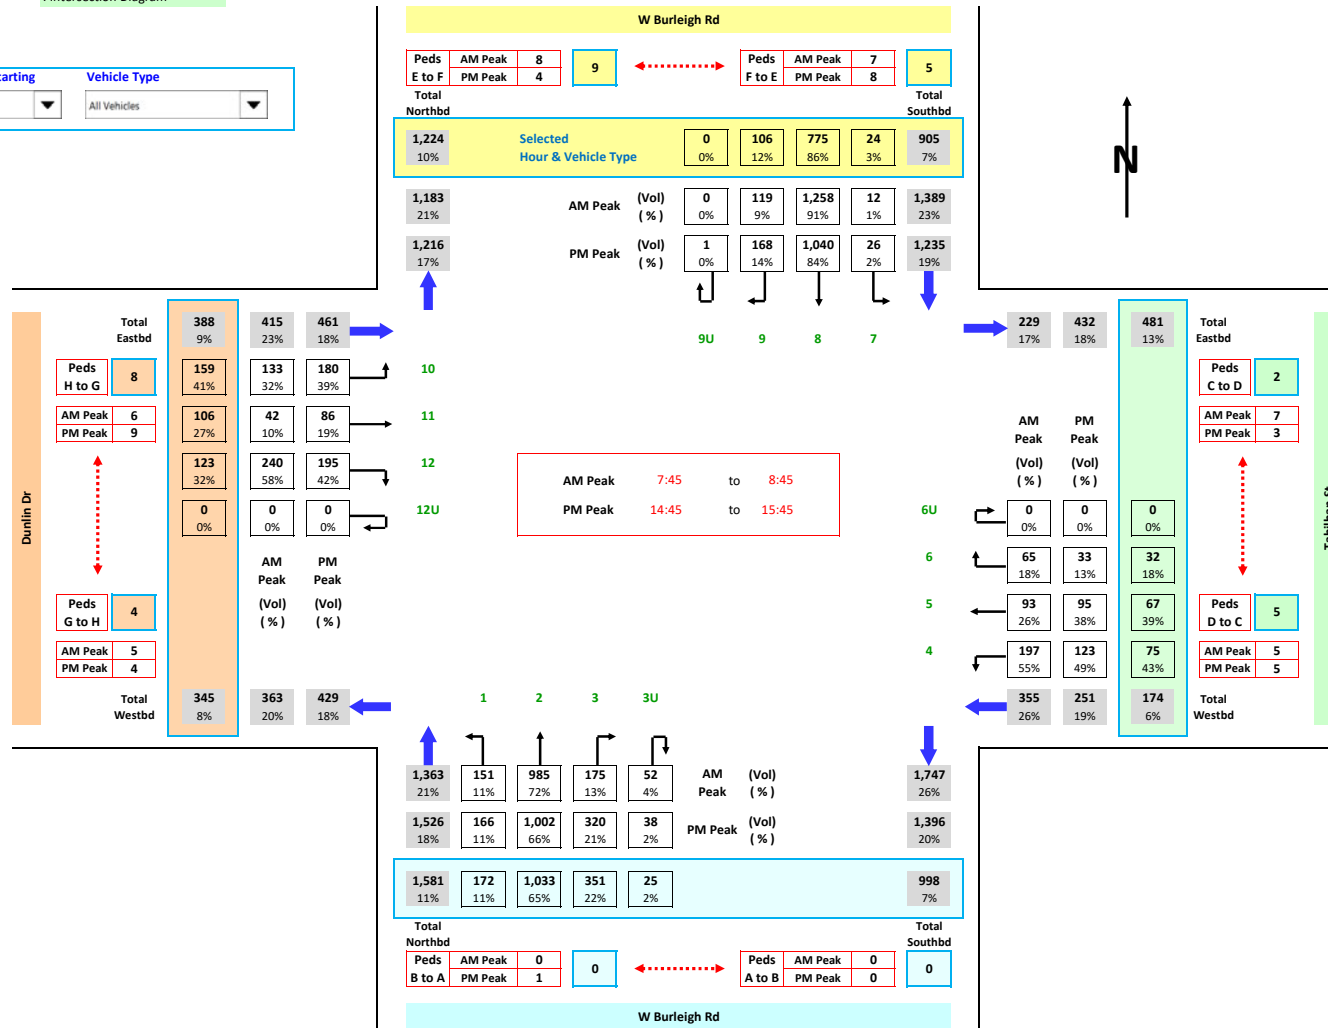 W Burleigh Rd
Peds AM Peak 8
E to F PM Peak 4
9
Peds AM Peak 7
F to E PM Peak 8
5
Vehicle Type
All Vehicles
Total
Northbd
Total
Southbd
1,224 Selected 0 106 775 24 905
10% Hour & Vehicle Type 0% 12% 86% 3% 7%
N
1,183 AM Peak (Vol) 0 119 1,258 12 1,389
21% ( % ) 0% 9% 91% 1% 23%
1,216 PM Peak (Vol) 1 168 1,040 26 1,235
17% ( % ) 0% 14% 84% 2% 19%
9U 9 8 7
Total 388 415 461
Eastbd 9% 23% 18%
229 432 481 Total
17% 18% 13% Eastbd
Peds 8 159 133 180 10
H to G 41% 32% 39%
Peds 2
C to D
AM Peak 6 106 42 86 11
PM Peak 9 27% 10% 19%
AM PM
Peak Peak
AM Peak 7
PM Peak 3
123 240 195 12
32% 58% 42%
(Vol) (Vol)
( % ) ( % )
AM Peak 7:45 to 8:45
PM Peak 14:45 to 15:45
Dunlin Dr
0 0 0 12U
0% 0% 0%
6U 0 0 0
0% 0% 0%
AM PM
Peak Peak
6 65 33 32
18% 13% 18%
Peds 4 (Vol) (Vol)
G to H ( % ) ( % )
5 93 95 67 Peds 5
26% 38% 39% D to C
AM Peak 5
PM Peak 4
4 197 123 75 AM Peak 5
55% 49% 43% PM Peak 5
Total 345 363 429
Westbd 8% 20% 18%
1 2 3 3U
355 251 174 Total
26% 19% 6% Westbd
1,363 151 985 175 52 AM (Vol) 1,747
21% 11% 72% 13% 4% Peak ( % ) 26%
1,526 166 1,002 320 38 PM Peak (Vol) 1,396
18% 11% 66% 21% 2% ( % ) 20%
1,581 172 1,033 351 25 998
11% 11% 65% 22% 2% 7%
Total
Northbd
Total
Southbd
Peds AM Peak 0
B to A PM Peak 1
0
Peds AM Peak 0
A to B PM Peak 0
0
W Burleigh Rd